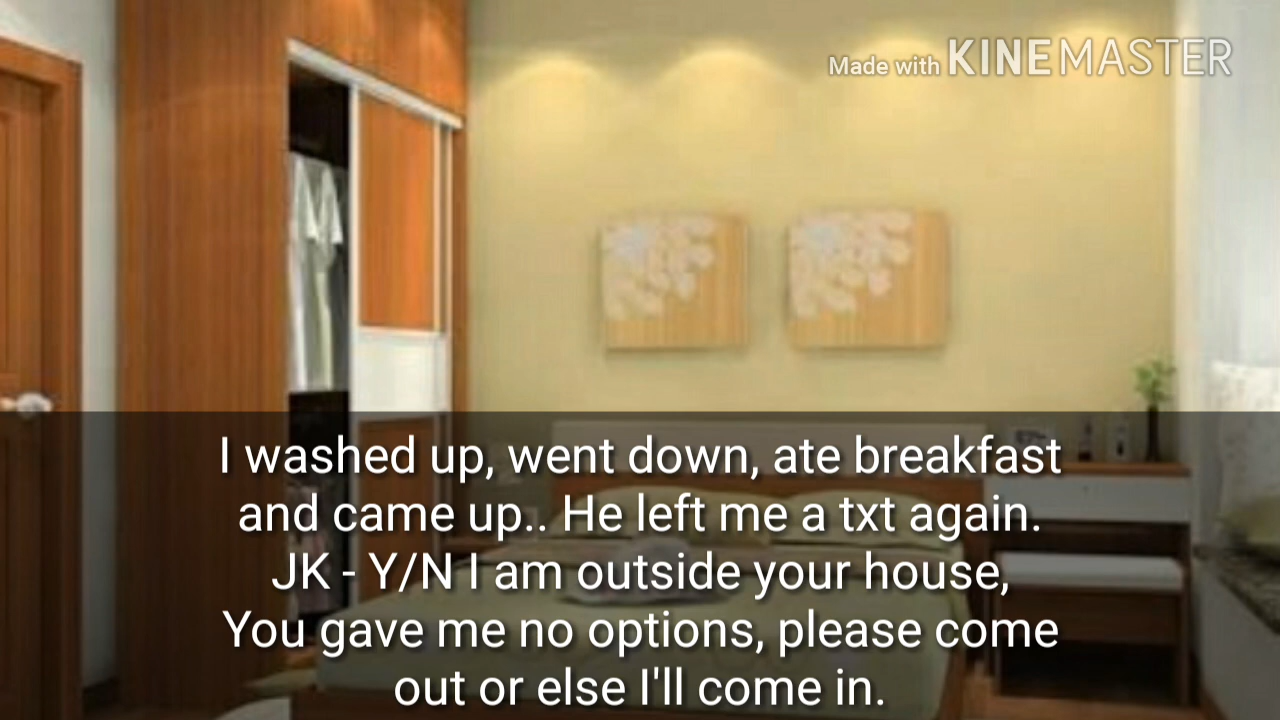 Made with KINEMASTER
I washed up, went down, ate breakfast
and came up.. He left me a txt again.
JK - Y/N I am outside your house,
You gave me no options, please come
out or else I'll come in.